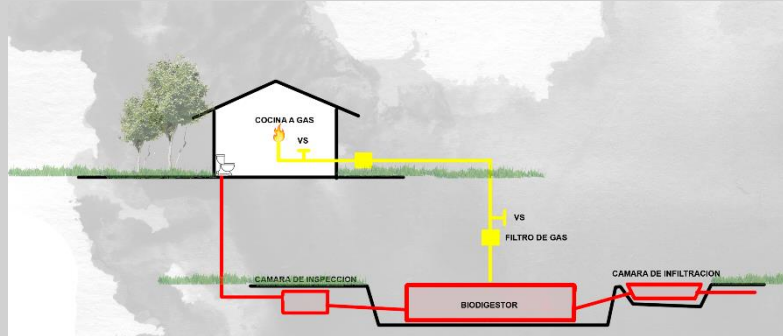 COCINA A GAS
VS
VS
FILTRO DE GAS
CAMARA DE INSPECCION
CAMARA DE INFILTRACION
BIODIGESTOR